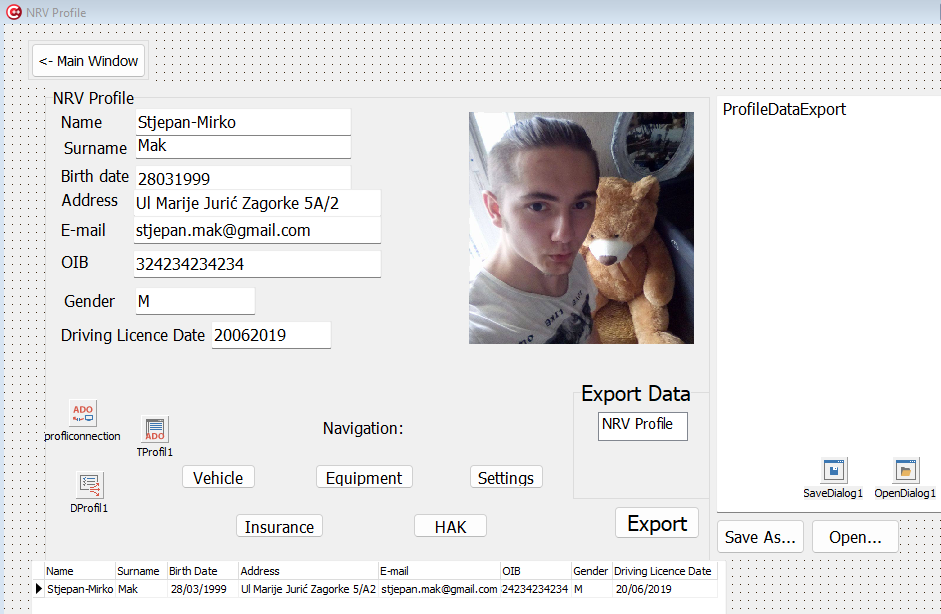 NRV Profile
<- Main Window
NRV Profile
Name Stjepan-Mirko
Surname Mak
Birth date 28031999
Address Ul Marije Jurić Zagorke 5A/2
E-mail stjepan.mak@gmail.com
OIB 324234234234
Gender M
Driving Licence Date 20062019
ProfileDataExport
Export Data
NRV Profile
ADO
profliconnection
ADO
TProfil1
DProfil1
Navigation:
Vehicle Equipment Settings
Insurance HAK
Export
SaveDialog1 OpenDialog1
Save As... Open...
Name Surname Birth Date Address E-mail OIB Gender Driving Licence Date
Stjepan-Mirko Mak 28/03/1999 Ul Marije Jurić Zagorke 5A/2 stjepan.mak@gmail.com 24234234234 M 20/06/2019